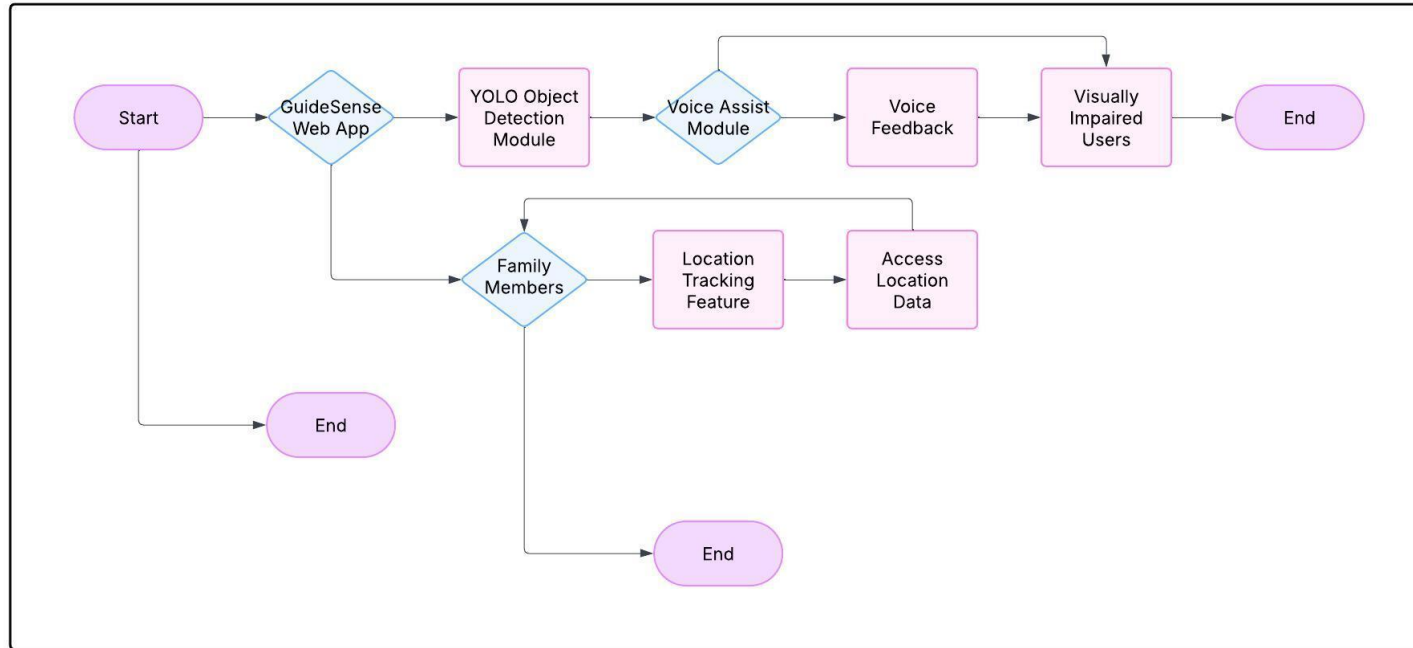 Start
GuideSense
Web App
YOLO Object
Detection
Module
Voice Assist
Module
Voice
Feedback
Visually
Impaired
Users
End
Family
Members
Location
Tracking
Feature
Access
Location
Data
End
End